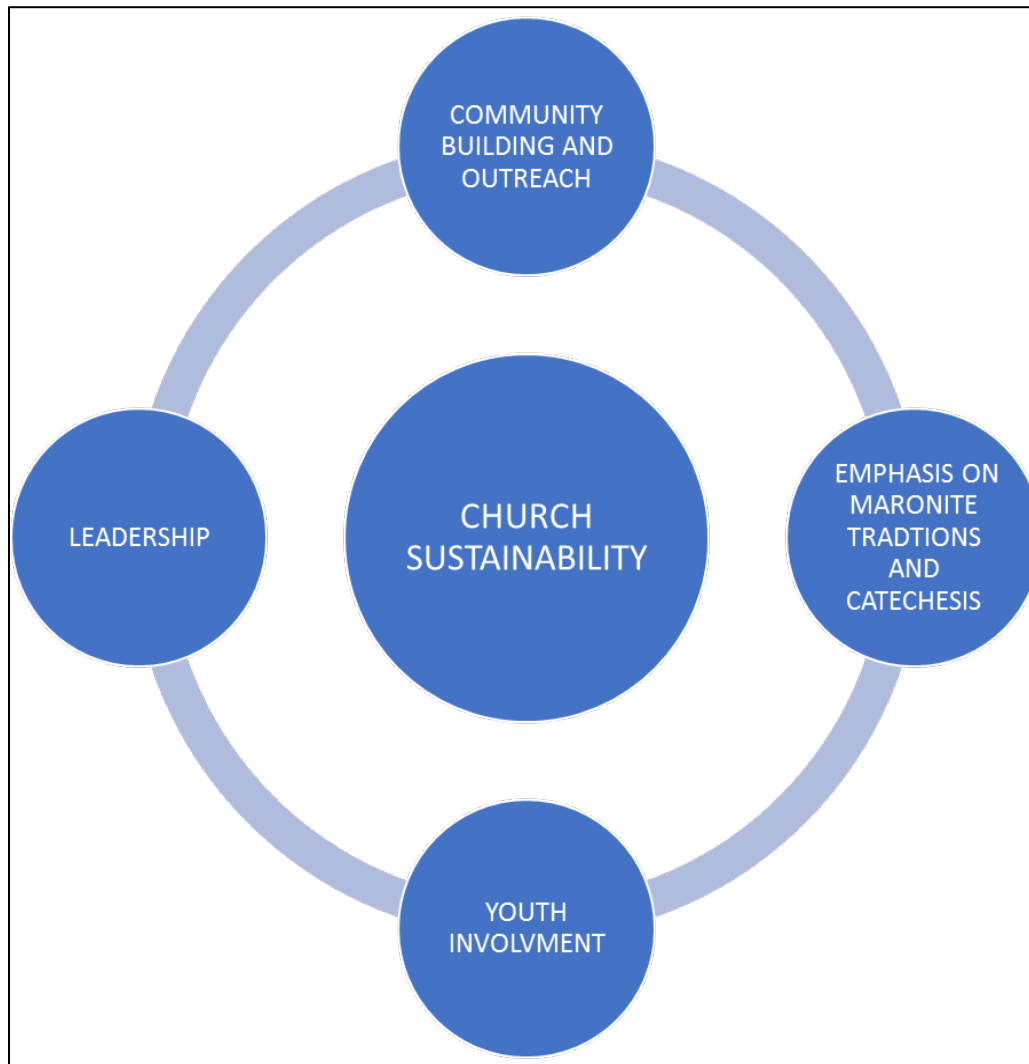 COMMUNITY
BUILDING AND
OUTREACH
LEADERSHIP
CHURCH
SUSTAINABILITY
EMPHASIS ON
MARONITE
TRADTIONS
AND
CATECHESIS
YOUTH
INVOLVMENT